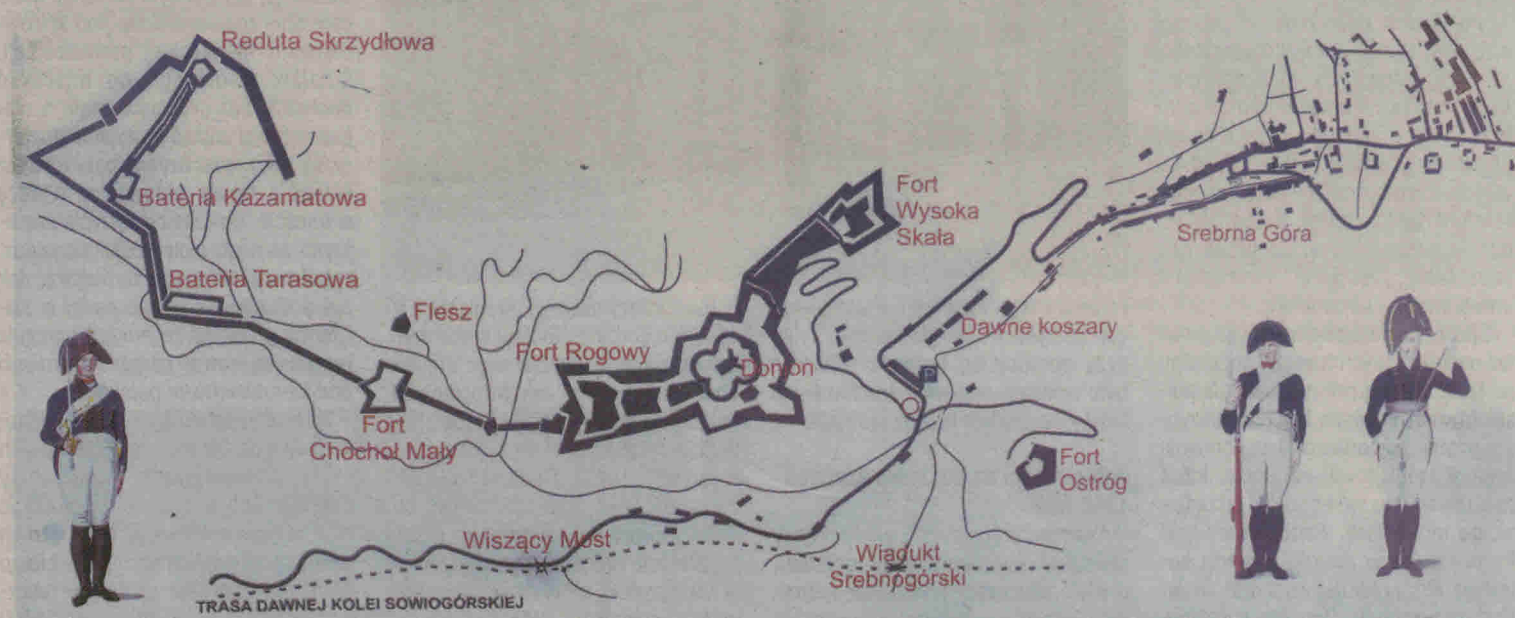 Reduta Skrzydłowa
Bateria Kazamatowa
Bateria Tarasowa
Flesz
Fort
Chochoł Mały
Fort Rogowy
Donjon
Fort
Wysoka
Skała
Srebrna Góra
Dawne koszary
P
Fort
Ostróg
Wiszący Most
Wiadukt
Srebnogórski
TRASA DAWNEJ KOLEI SOWIOGÓRSKIEJ